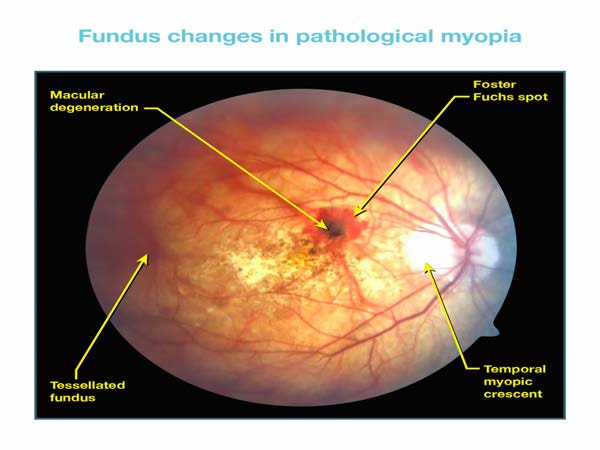 Fundus changes in pathological myopia
Macular
degeneration
Foster
Fuchs spot
Tessellated
fundus
Temporal
myopic
crescent